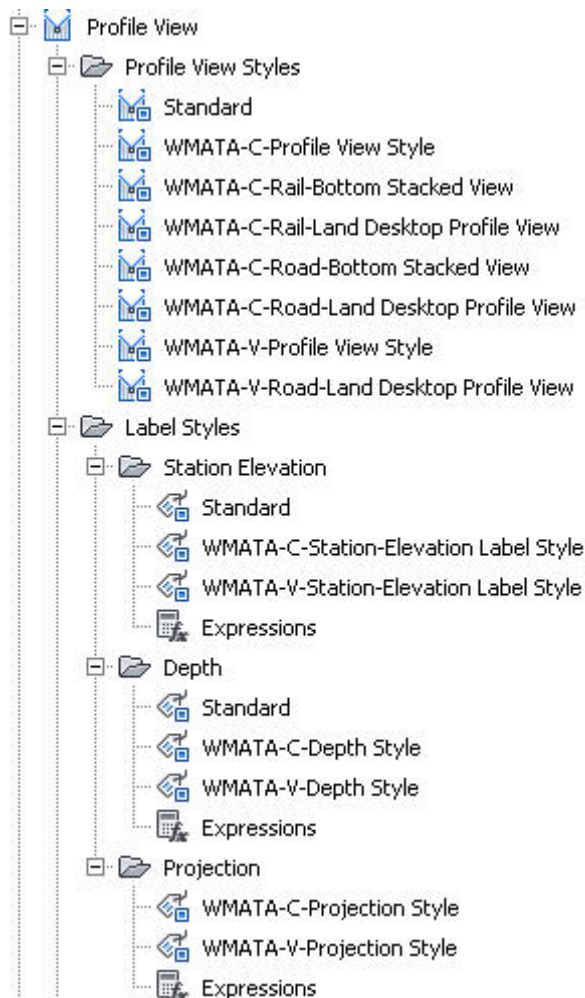 Profile View
Profile View Styles
Standard
WMATA-C-Profile View Style
WMATA-C-Rail-Bottom Stacked View
WMATA-C-Rail-Land Desktop Profile View
WMATA-C-Road-Bottom Stacked View
WMATA-C-Road-Land Desktop Profile View
WMATA-V-Profile View Style
WMATA-V-Road-Land Desktop Profile View
Label Styles
Station Elevation
Standard
WMATA-C-Station-Elevation Label Style
WMATA-V-Station-Elevation Label Style
Expressions
Depth
Standard
WMATA-C-Depth Style
WMATA-V-Depth Style
Expressions
Projection
WMATA-C-Projection Style
WMATA-V-Projection Style
Expressions